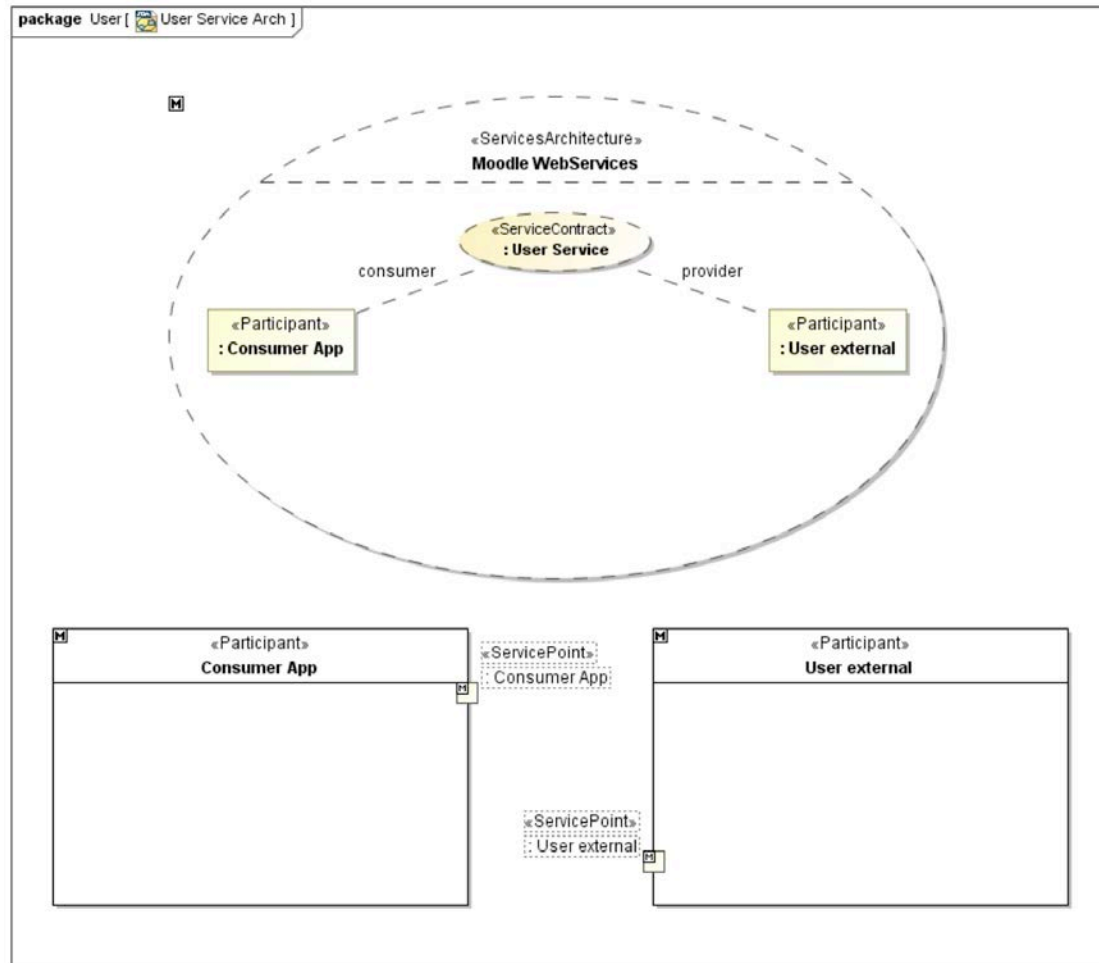 package User [ User Service Arch ]
M
«ServicesArchitecture»
Moodle WebServices
«ServiceContract»
: User Service
consumer
provider
«Participant»
: Consumer App
«Participant»
: User external
M
«Participant»
Consumer App
«ServicePoint»
: Consumer App
M
M
«Participant»
User external
«ServicePoint»
: User external
M